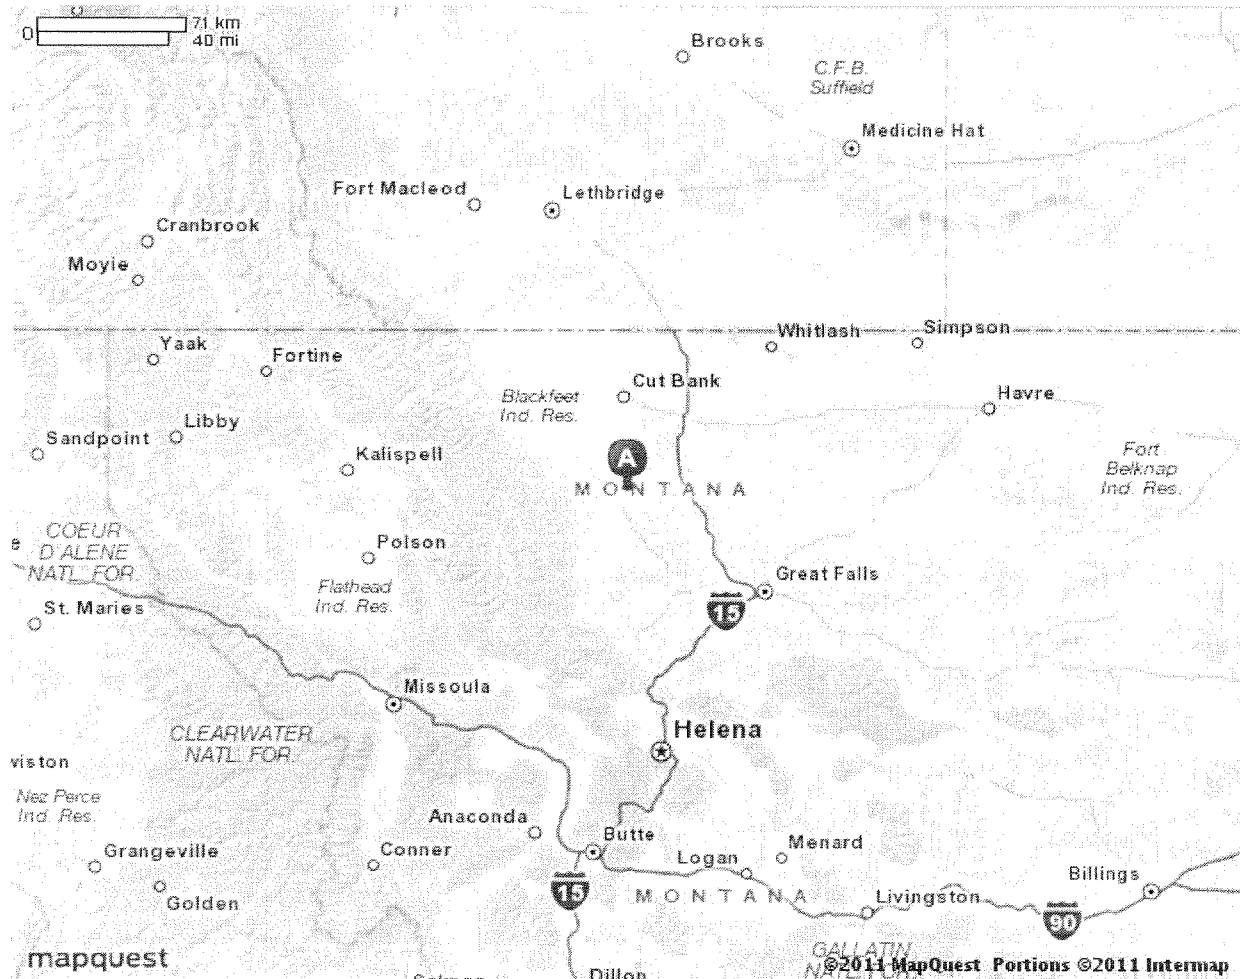 71 km
0
40 mi
Brooks
C.F.B.
Suffield
Medicine Hat
Fort Macleod
Lethbridge
Cranbrook
Moyie
Yaak
Fortine
Whitlash
Simpson
Blackfeet
Ind. Res.
Cut Bank
Havre
Sandpoint
Libby
Kalispell
A
MONTANA
Fort
Belknap
Ind. Res.
COEUR
D'ALENE
NATL. FOR.
e
Polson
Flathead
Ind. Res.
Great Falls
15
St. Maries
Missoula
CLEARWATER
NATL. FOR.
Helena
viston
Nez Perce
Ind. Res.
Anaconda
Butte
Grangeville
Conner
Logan
Menard
Golden
15
MONTANA
Livingston
Billings
90
mapquest
GALLATIN
©2011 MapQuest Portions ©2011 Intermap
Dillon